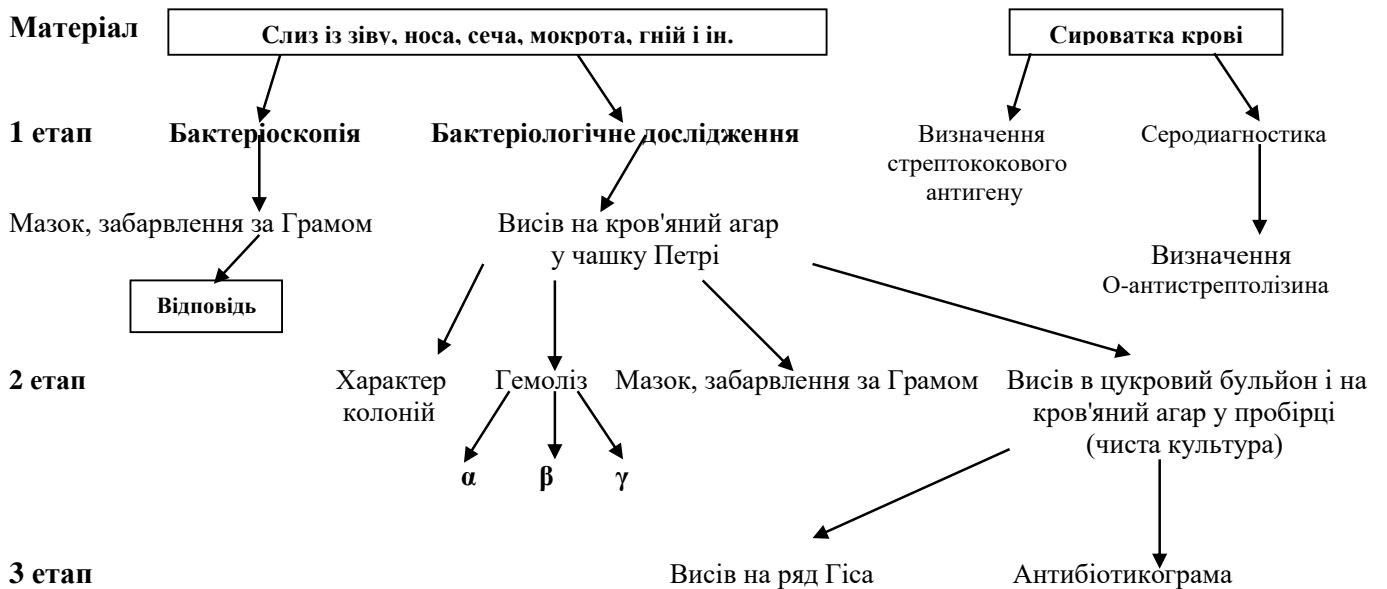 Матеріал
Слиз із зіву, носа, сеча, мокрота, гній і ін.
Сироватка крові
1 етап
Бактеріоскопія
Бактеріологічне дослідження
Визначення
стрептококового
антигену
Серодиагностика
Мазок, забарвлення за Грамом
Висів на кров'яний агар
у чашку Петрі
Визначення
О-антистрептолізина
Відповідь
2 етап
Характер
колоній
Гемоліз
Мазок, забарвлення за Грамом
Висів в цукровий бульйон і на
кров'яний агар у пробірці
(чиста культура)
α
β
γ
3 етап
Висів на ряд Гіса
Антибіотикограма